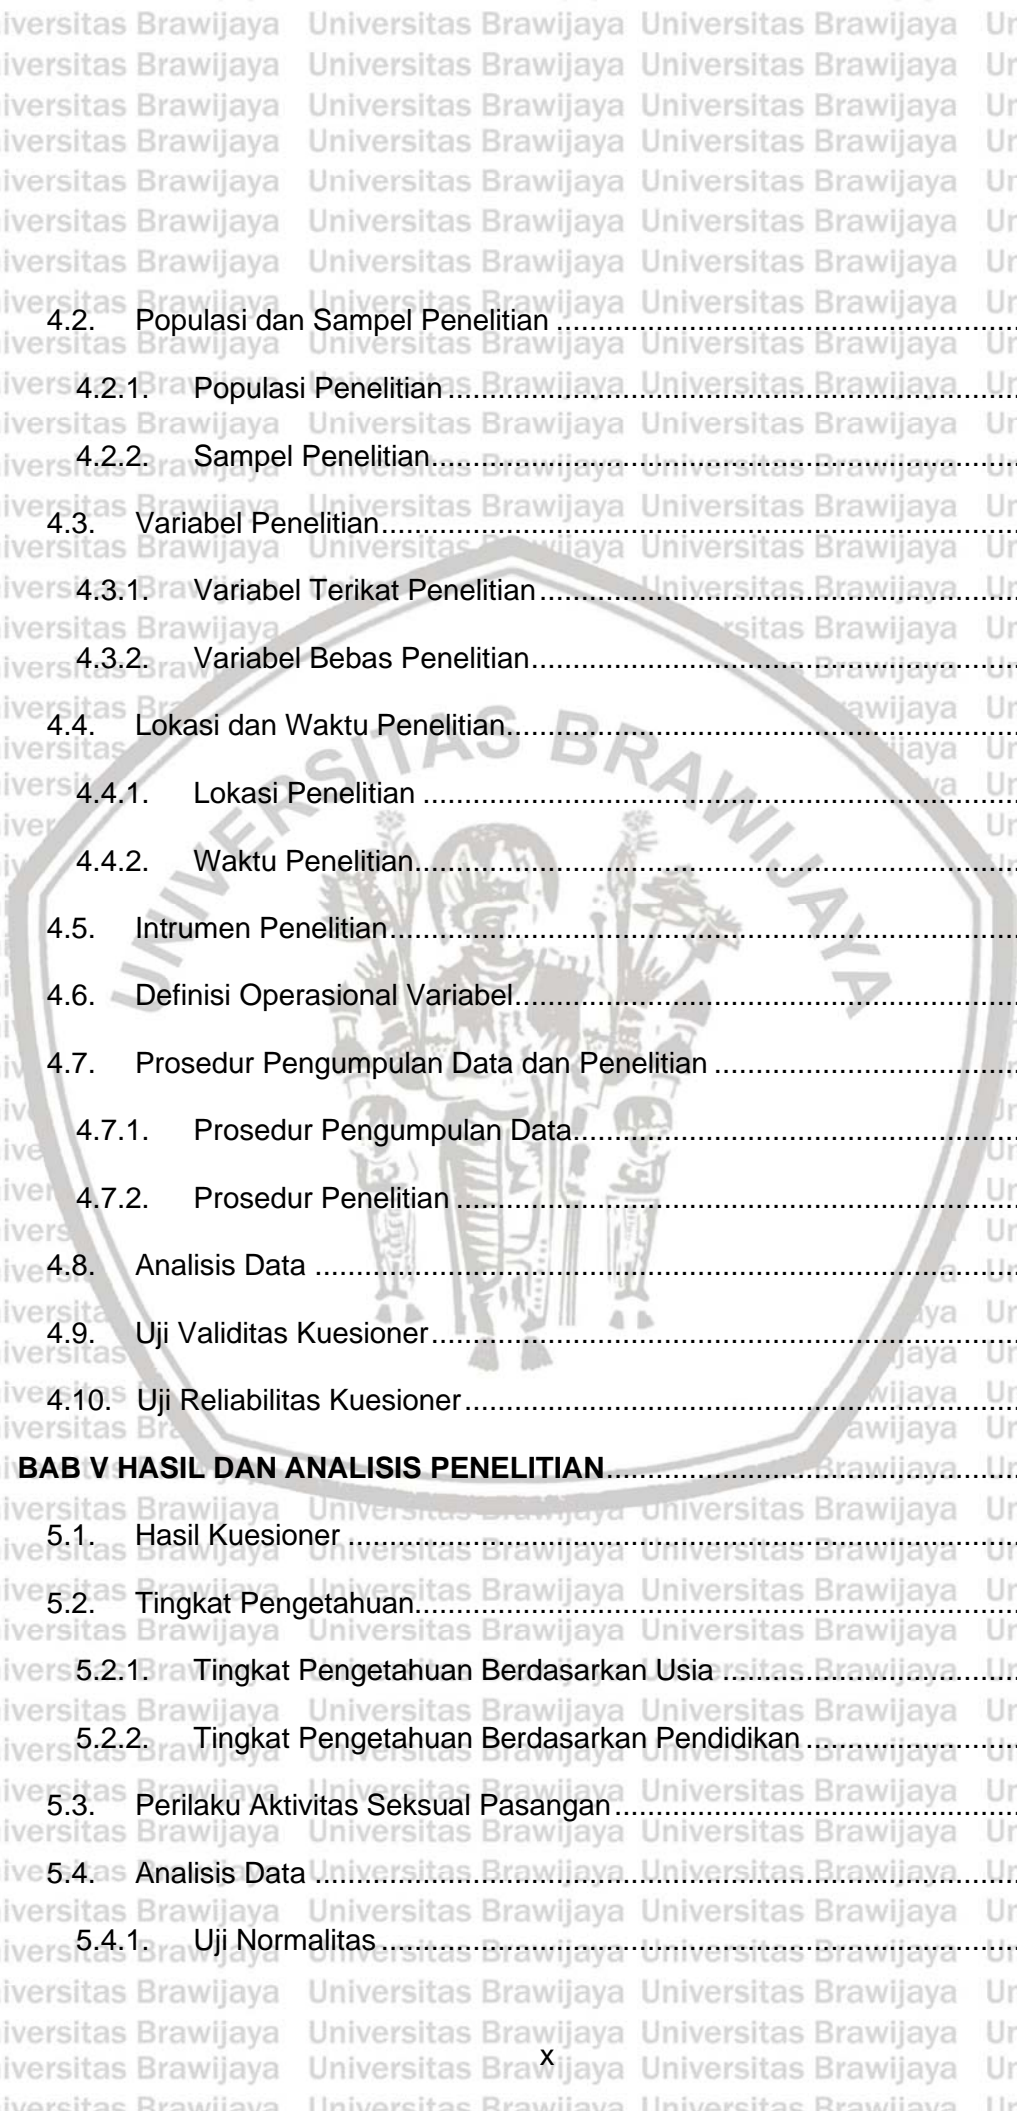 4.2. Populasi dan Sampel Penelitian ........................................................
4.2.1. Populasi Penelitian ........................................................
4.2.2. Sampel Penelitian ........................................................
4.3. Variabel Penelitian ........................................................
4.3.1. Variabel Terikat Penelitian ........................................................
4.3.2. Variabel Bebas Penelitian ........................................................
4.4. Lokasi dan Waktu Penelitian ........................................................
4.4.1. Lokasi Penelitian ........................................................
4.4.2. Waktu Penelitian ........................................................
4.5. Intrumen Penelitian ........................................................
4.6. Definisi Operasional Variabel ........................................................
4.7. Prosedur Pengumpulan Data dan Penelitian ........................................................
4.7.1. Prosedur Pengumpulan Data ........................................................
4.7.2. Prosedur Penelitian ........................................................
4.8. Analisis Data ........................................................
4.9. Uji Validitas Kuesioner ........................................................
4.10. Uji Reliabilitas Kuesioner ........................................................
BAB V HASIL DAN ANALISIS PENELITIAN ........................................................
5.1. Hasil Kuesioner ........................................................
5.2. Tingkat Pengetahuan ........................................................
5.2.1. Tingkat Pengetahuan Berdasarkan Usia ........................................................
5.2.2. Tingkat Pengetahuan Berdasarkan Pendidikan ........................................................
5.3. Perilaku Aktivitas Seksual Pasangan ........................................................
5.4. Analisis Data ........................................................
5.4.1. Uji Normalitas ........................................................
x
UNIVERSITAS BRAWIJAYA